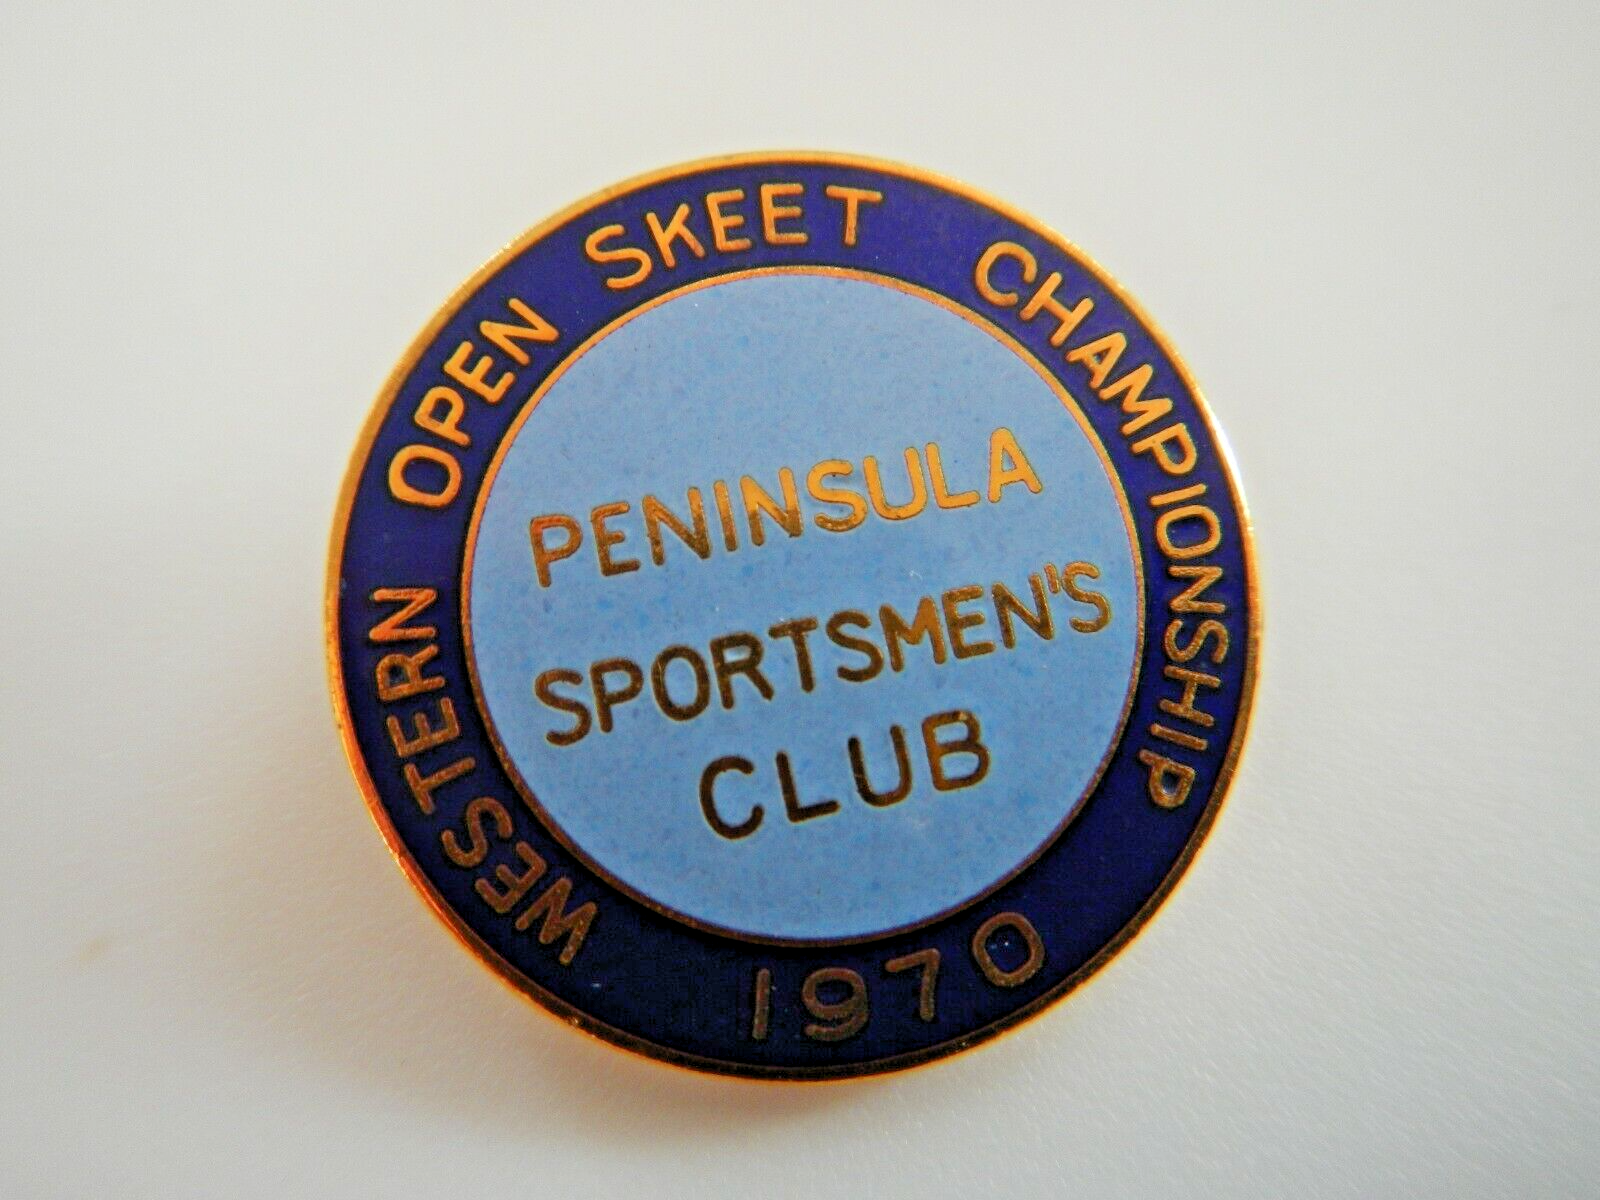 WESTERN OPEN SKEET CHAMPIONSHIP
PENINSULA
SPORTSMEN'S
CLUB
1970